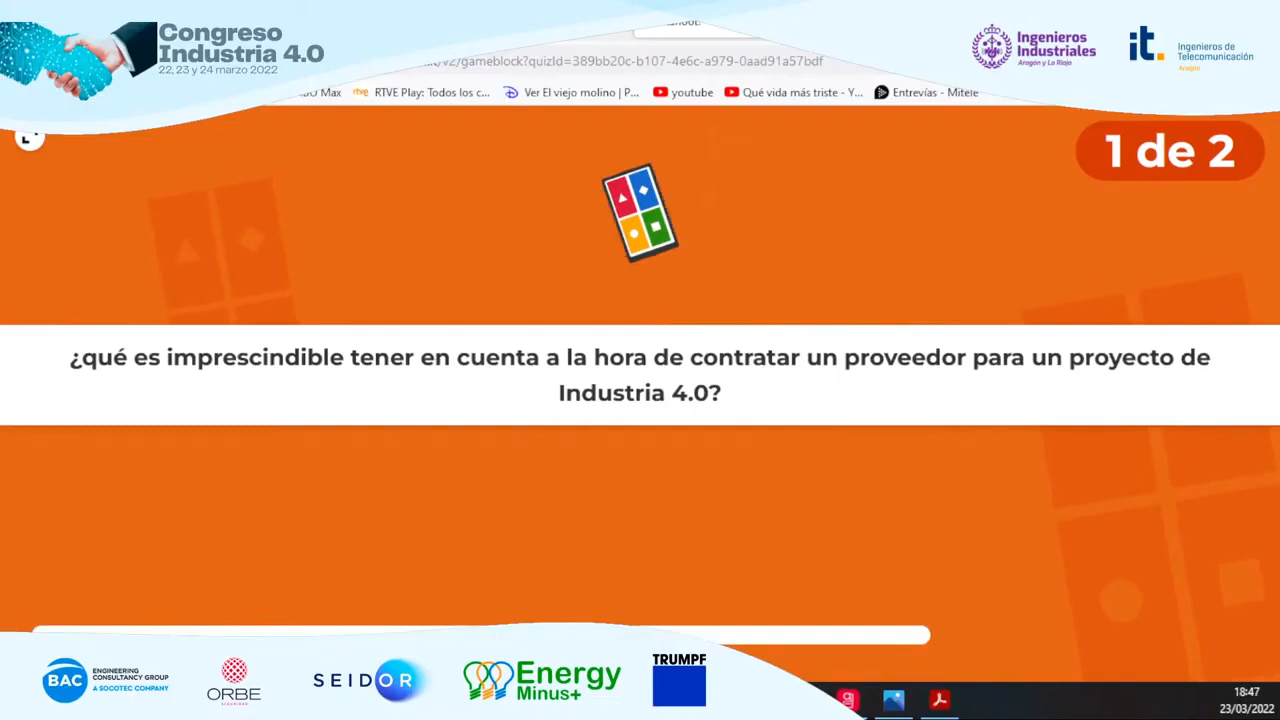 Congreso
Industria 4.0
22, 23 y 24 marzo 2022
Ingenieros
Industriales
Aragón y La Rioja
it.
Ingenieros de
Telecomunicación
Aragón
/v2/gameblock?quizId=389bb20c-b107-4e6c-a979-0aad91a57bdf
Max
rtve RTVE Play: Todos los c...
Ver El viejo molino | P...
youtube
Qué vida más triste - Y...
Entrevías - Mitele
1 de 2
¿qué es imprescindible tener en cuenta a la hora de contratar un proveedor para un proyecto de
Industria 4.0?
BAC
ENGINEERING
CONSULTANCY GROUP
A SOCOTEC COMPANY
ORBE
SEGURIDAD
SEIDOR
Energy
Minus+
TRUMPF
18:47
23/03/2022